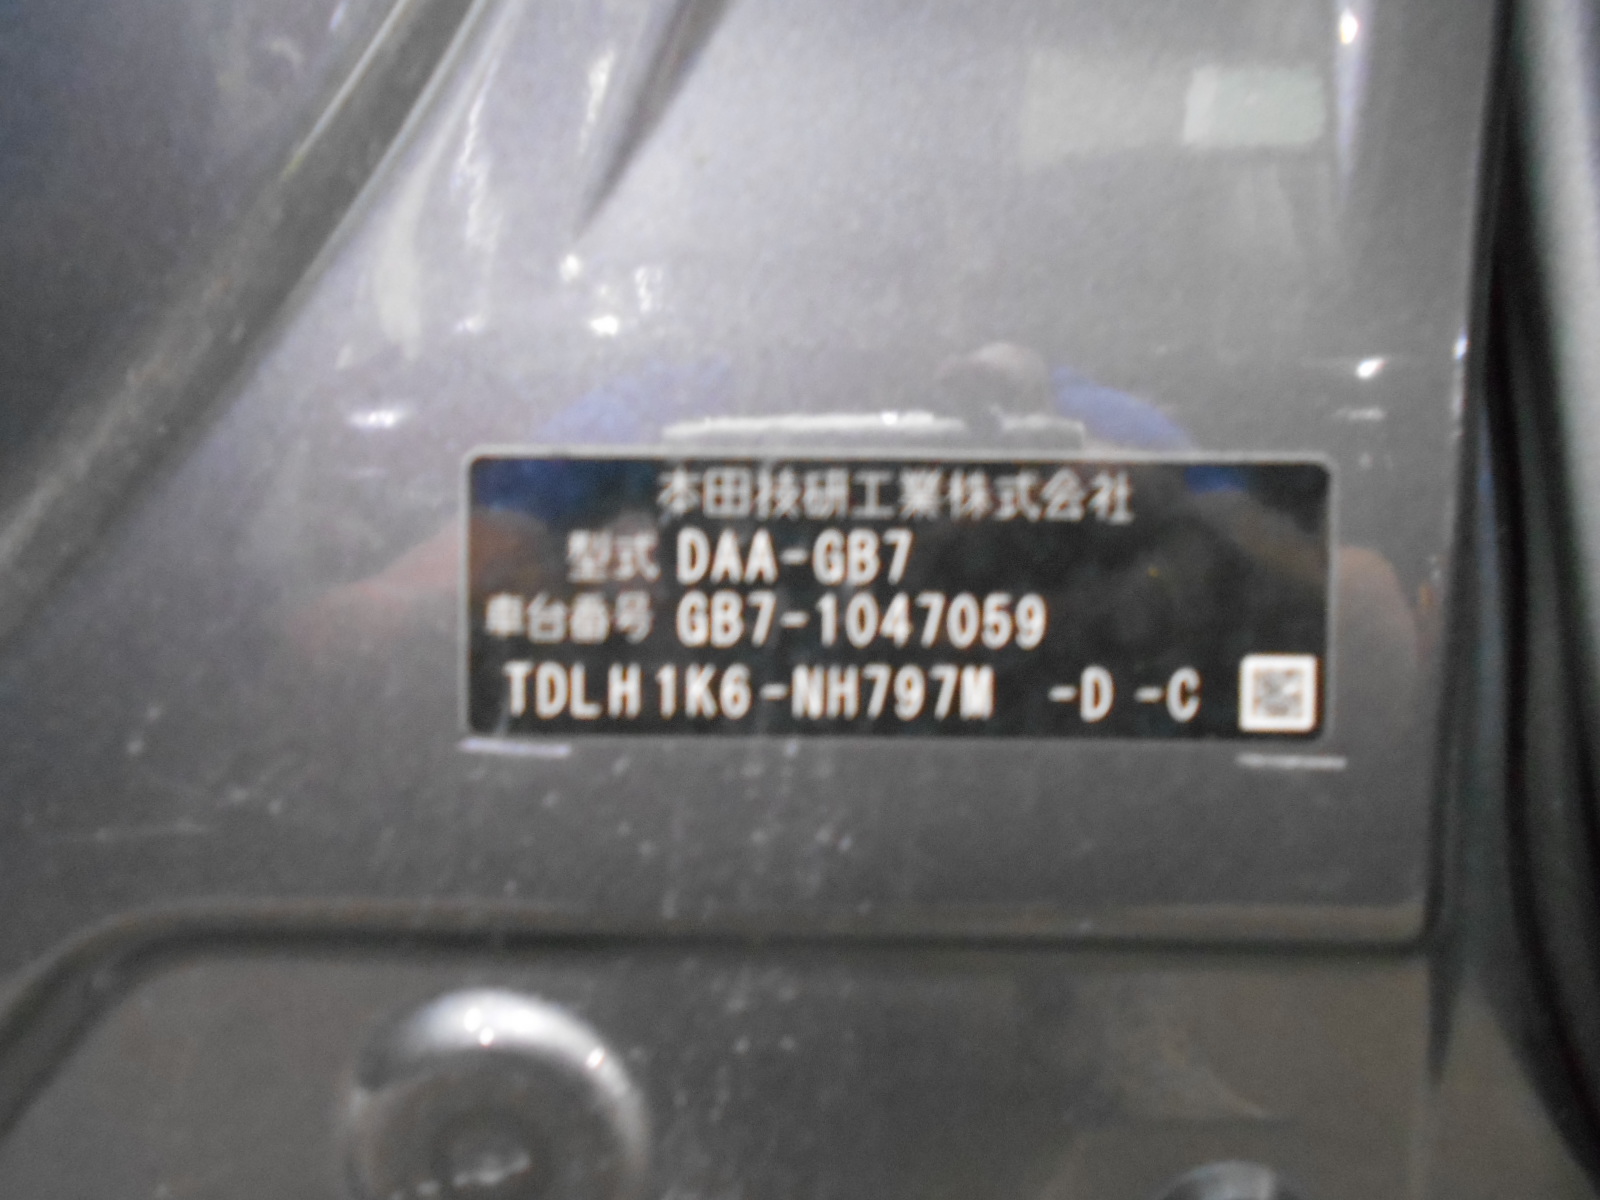 本田技研工業株式会社
型式 DAA-GB7
車台番号 GB7-1047059
TDLH1K6-NH797M -D -C